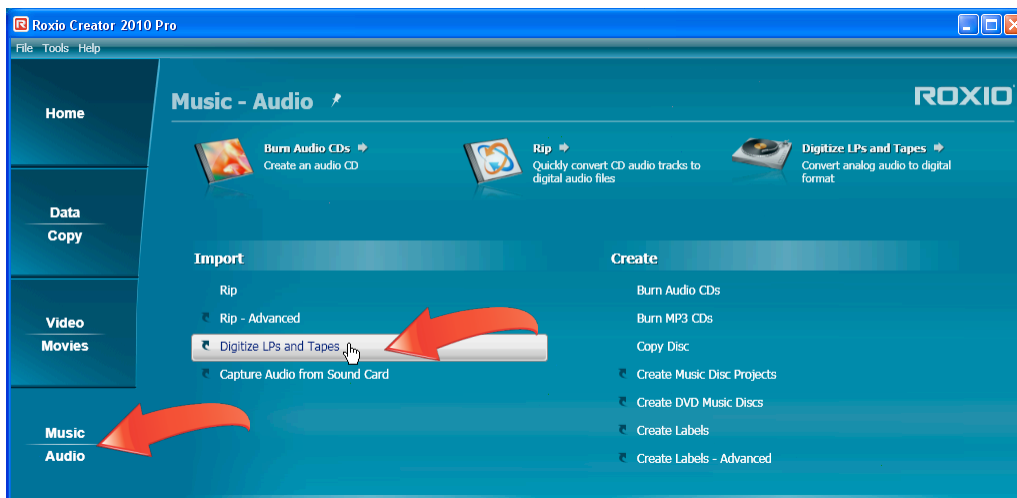 Roxio Creator 2010 Pro
File Tools Help
Home
Data
Copy
Video
Movies
Music
Audio
Music - Audio
ROXIO
Burn Audio CDs
Create an audio CD
Rip
Quickly convert CD audio tracks to
digital audio files
Digitize LPs and Tapes
Convert analog audio to digital
format
Import
Rip
Rip - Advanced
Digitize LPs and Tapes
Capture Audio from Sound Card
Create
Burn Audio CDs
Burn MP3 CDs
Copy Disc
Create Music Disc Projects
Create DVD Music Discs
Create Labels
Create Labels - Advanced